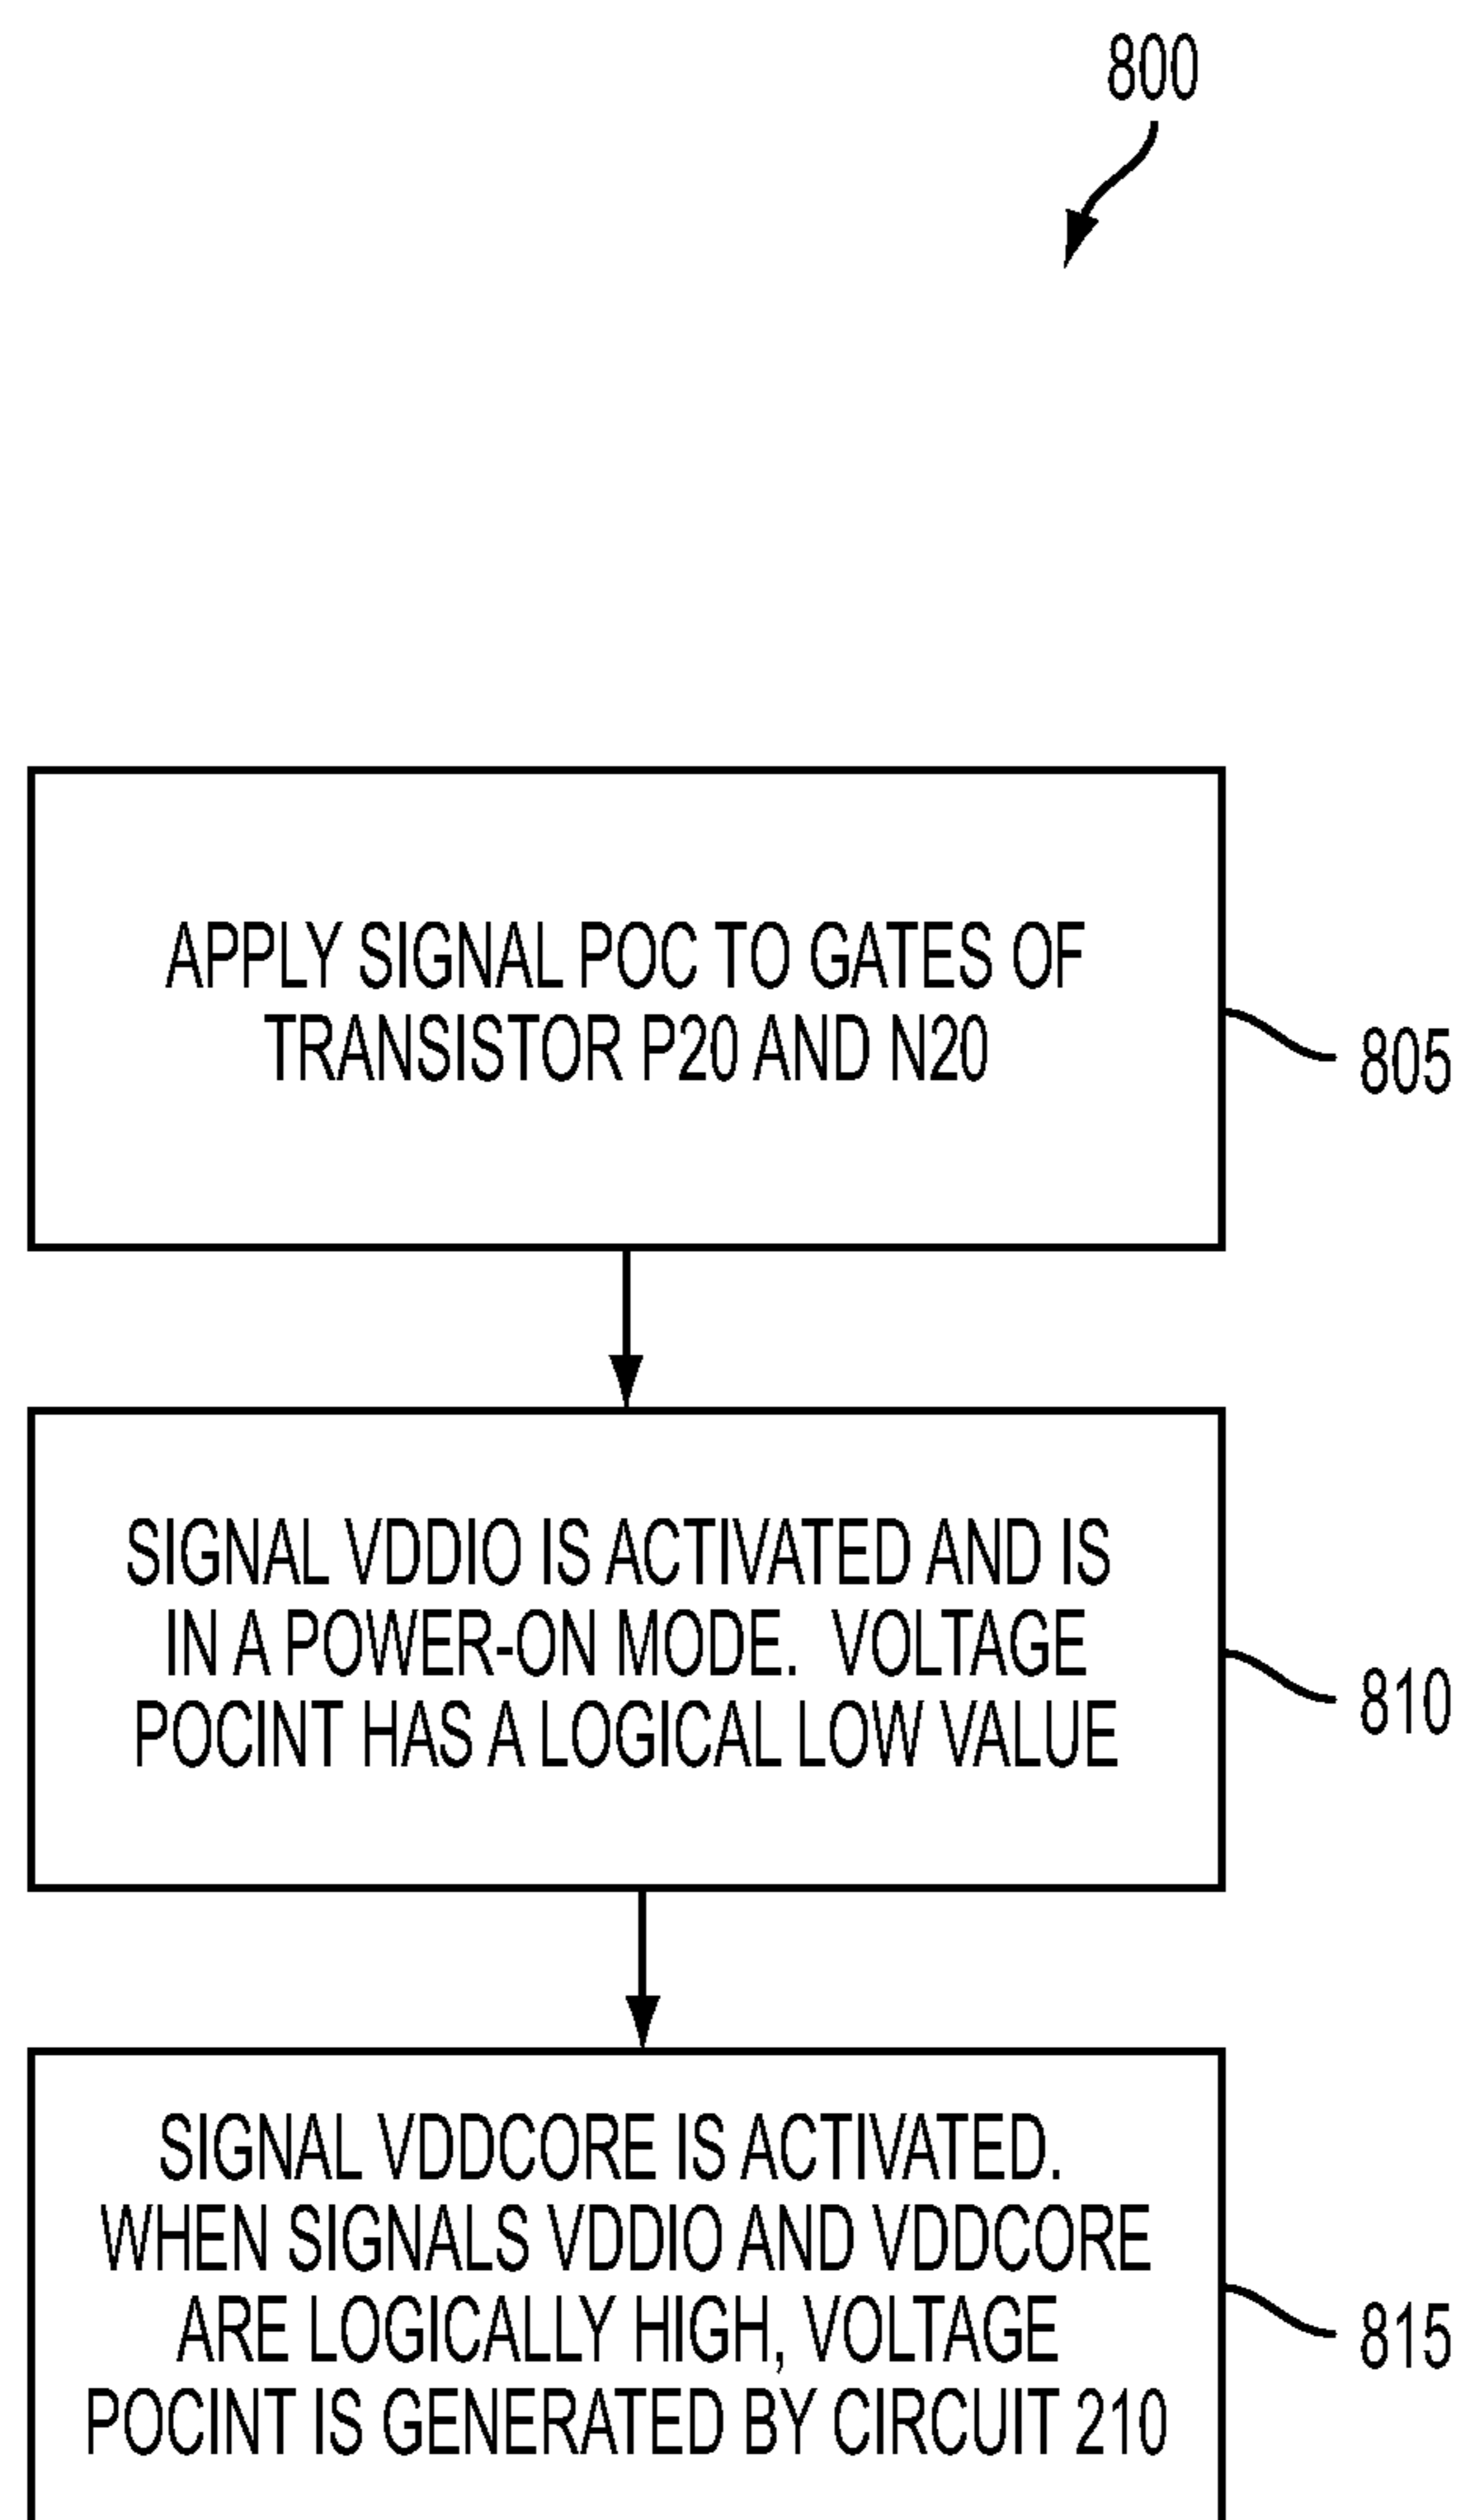 800
APPLY SIGNAL POC TO GATES OF
TRANSISTOR P20 AND N20
805
SIGNAL VDDIO IS ACTIVATED AND IS
IN A POWER-ON MODE. VOLTAGE
POCINT HAS A LOGICAL LOW VALUE
810
SIGNAL VDDCORE IS ACTIVATED.
WHEN SIGNALS VDDIO AND VDDCORE
ARE LOGICALLY HIGH, VOLTAGE
POCINT IS GENERATED BY CIRCUIT 210
815